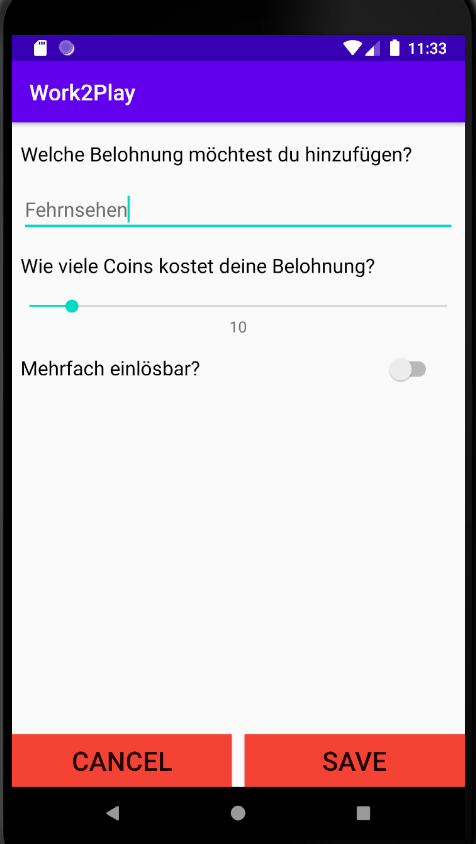 11:33
Work2Play
Welche Belohnung möchtest du hinzufügen?
Fehrnsehen
Wie viele Coins kostet deine Belohnung?
10
Mehrfach einlösbar?
CANCEL SAVE